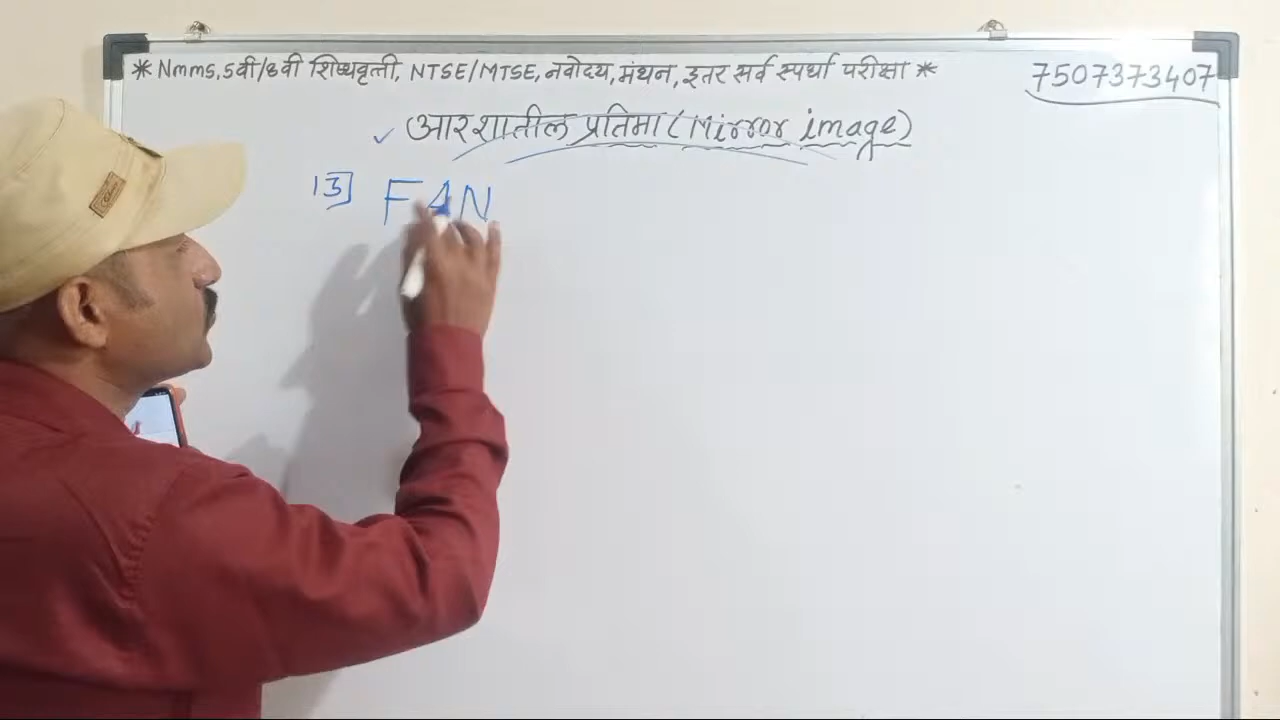 * Nmms, 5वी/8वी शिष्यवृत्ती, NTSE/MTSE, नवोदय, मंथन, इतर सर्व स्पर्धा परीक्षा *
7507373407
✓ आरशातील प्रतिमा (Mirror image)
13] FAN